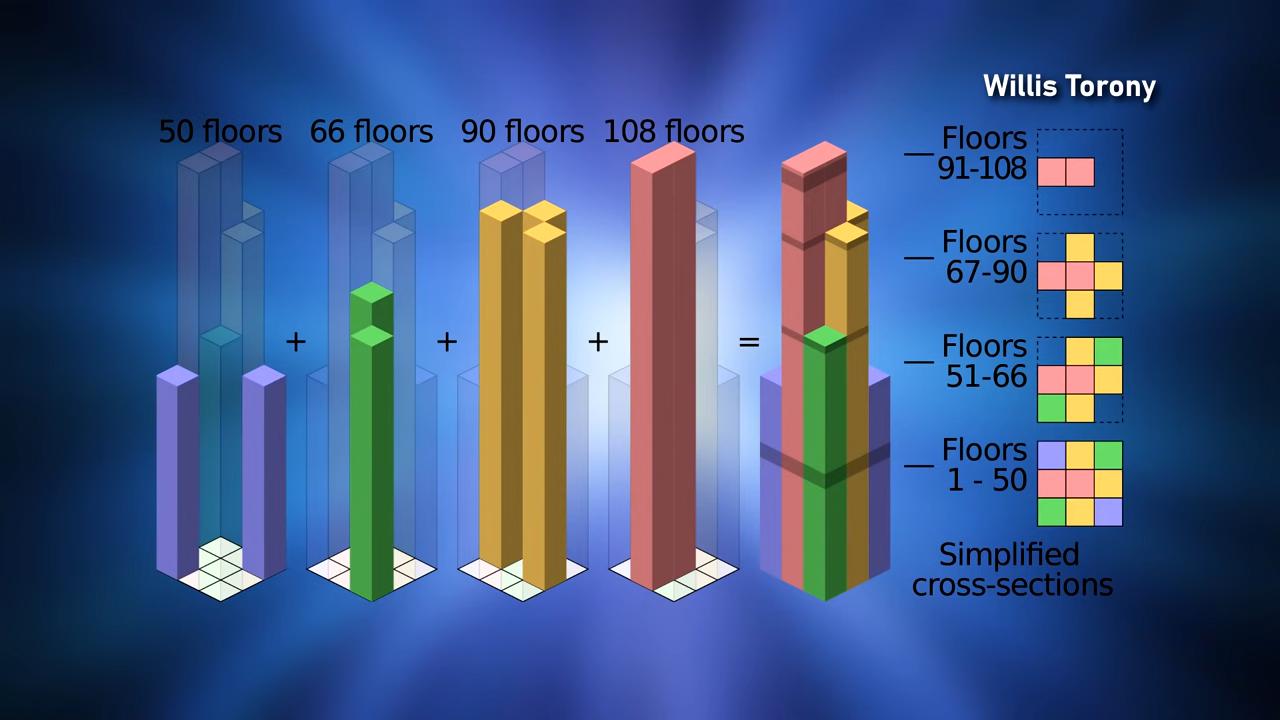 Willis Torony
50 floors
66 floors
90 floors
108 floors
+
+
+
=
Floors
91-108
Floors
67-90
Floors
51-66
Floors
1 - 50
Simplified
cross-sections